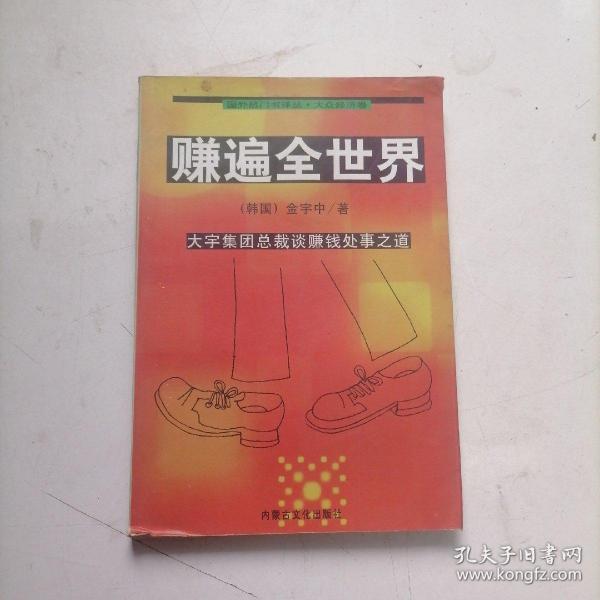 国外热门书译丛·大众经济卷
赚遍全世界
(韩国) 金宇中/著
大宇集团总裁谈赚钱处事之道
内蒙古文化出版社
孔夫子旧书网
www.kongfz.com